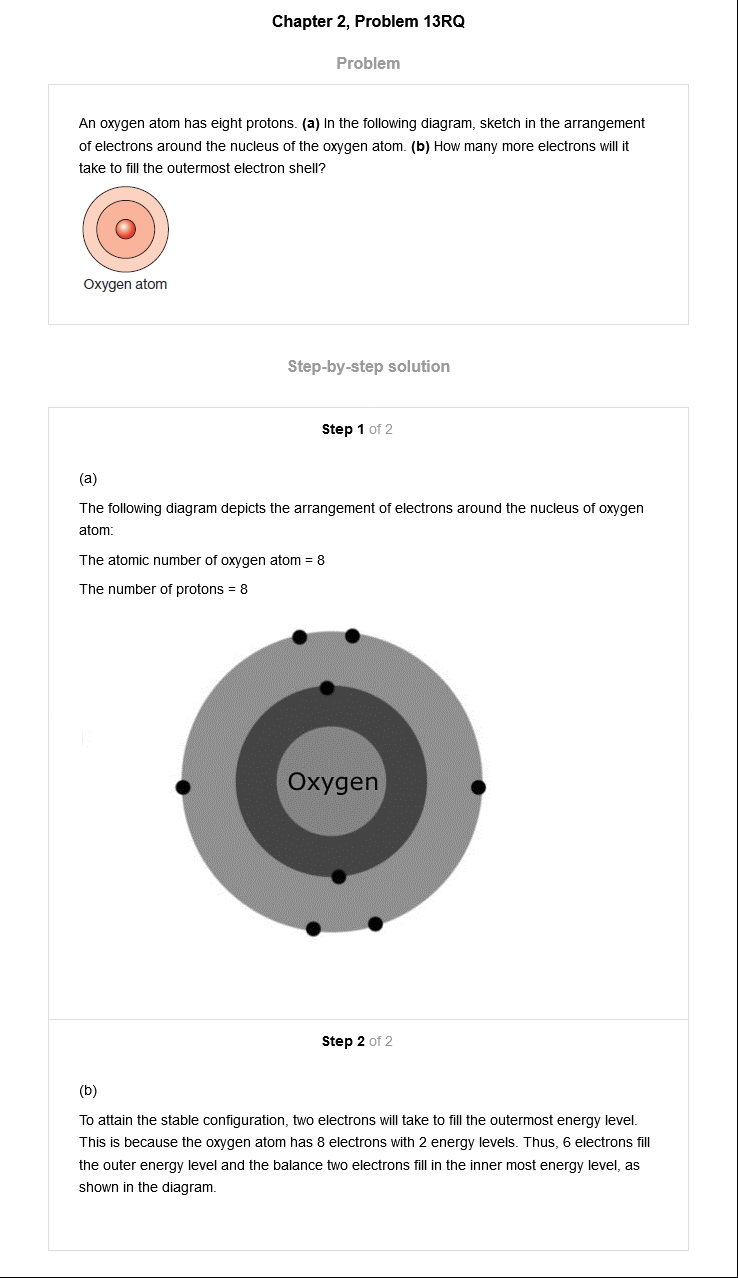 Chapter 2, Problem 13RQ
Problem
An oxygen atom has eight protons. (a) In the following diagram, sketch in the arrangement
of electrons around the nucleus of the oxygen atom. (b) How many more electrons will it
take to fill the outermost electron shell?
Oxygen atom
Step-by-step solution
Step 1 of 2
(a)
The following diagram depicts the arrangement of electrons around the nucleus of oxygen
atom:
The atomic number of oxygen atom = 8
The number of protons = 8
Oxygen
Step 2 of 2
(b)
To attain the stable configuration, two electrons will take to fill the outermost energy level.
This is because the oxygen atom has 8 electrons with 2 energy levels. Thus, 6 electrons fill
the outer energy level and the balance two electrons fill in the inner most energy level, as
shown in the diagram.